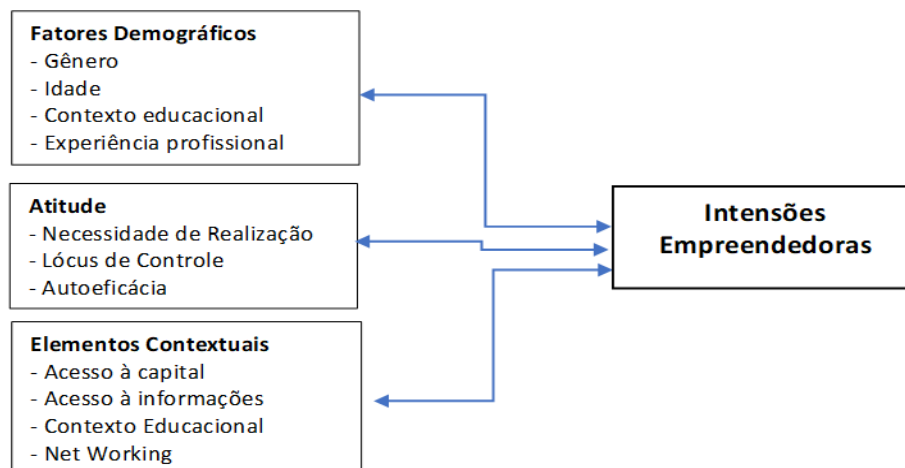 Fatores Demográficos
- Gênero
- Idade
- Contexto educacional
- Experiência profissional
Atitude
- Necessidade de Realização
- Lócus de Controle
- Autoeficácia
Elementos Contextuais
- Acesso à capital
- Acesso à informações
- Contexto Educacional
- Net Working
Intensões
Empreendedoras